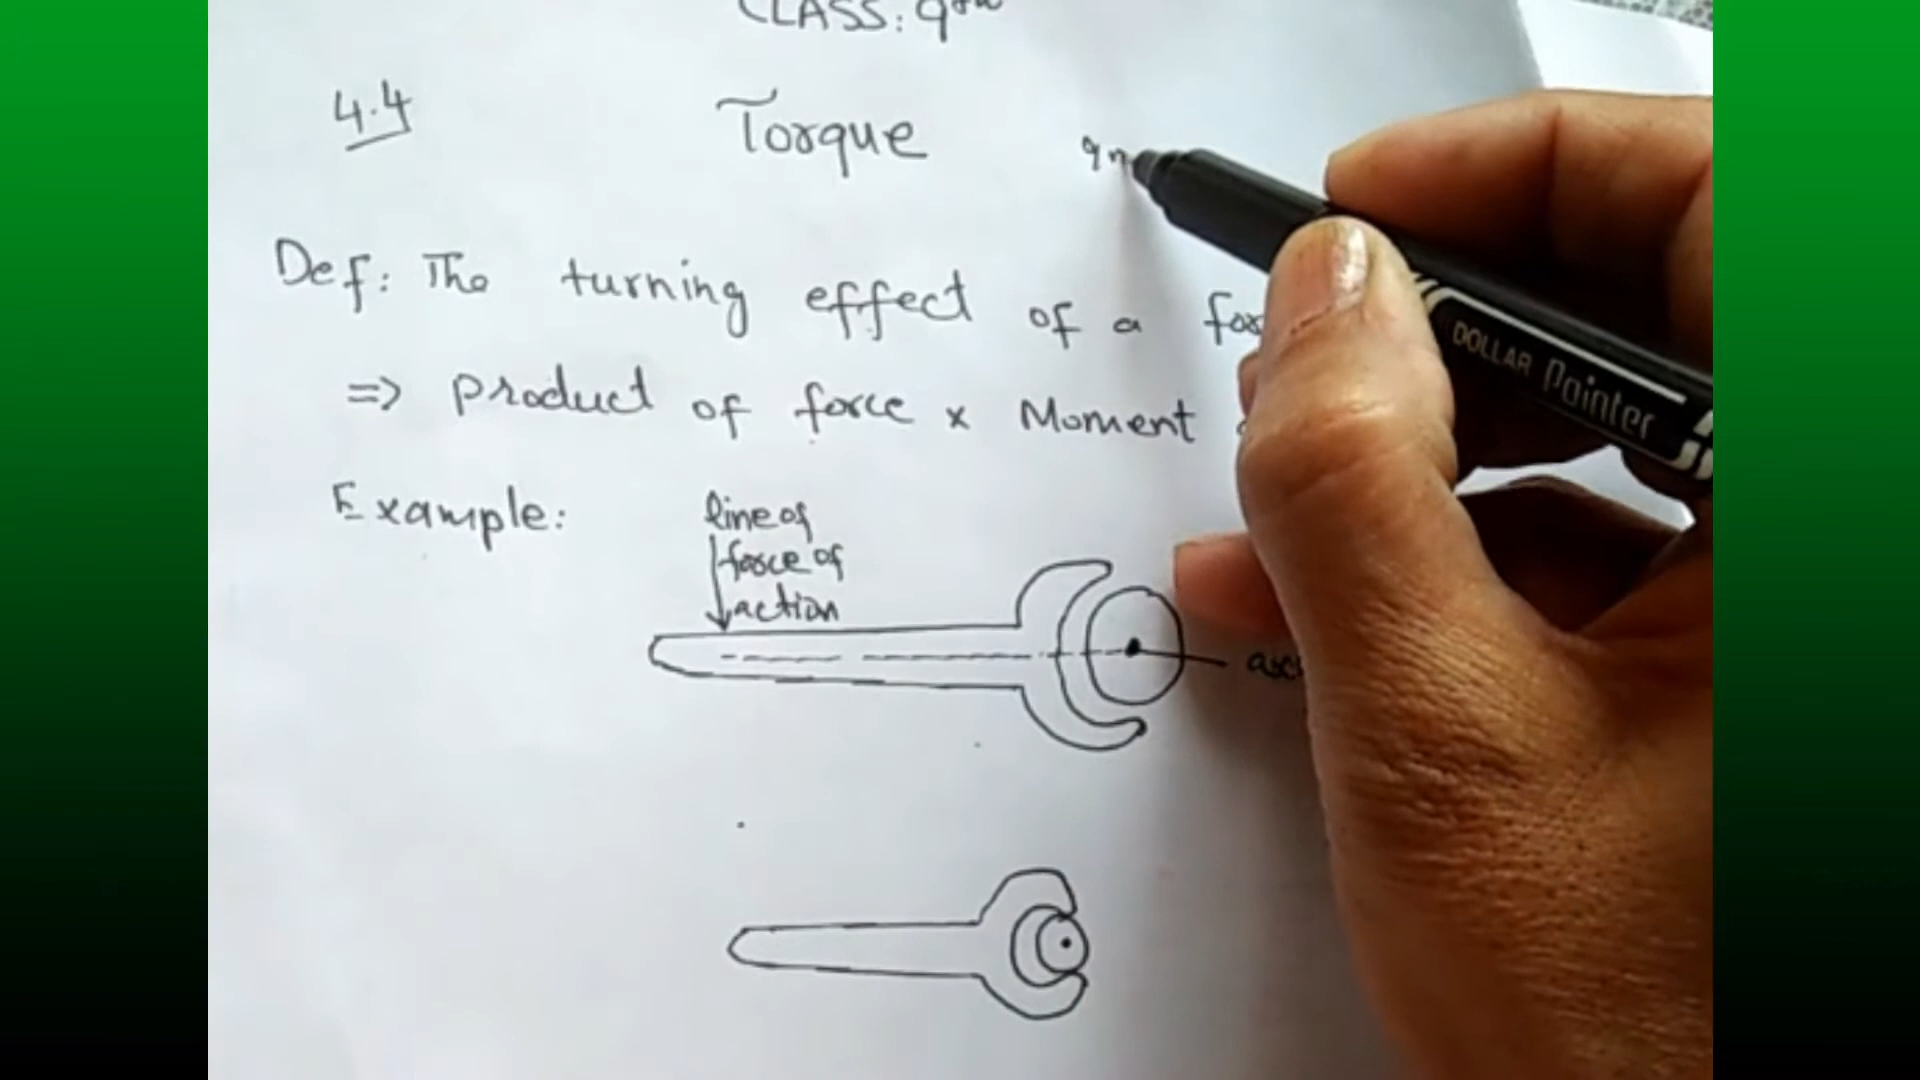 CLASS: 9th
4.4
Torque
Def: The turning effect of a
=> product of force x Moment
Example:
line of
force of
action
DOLLAR Pointer